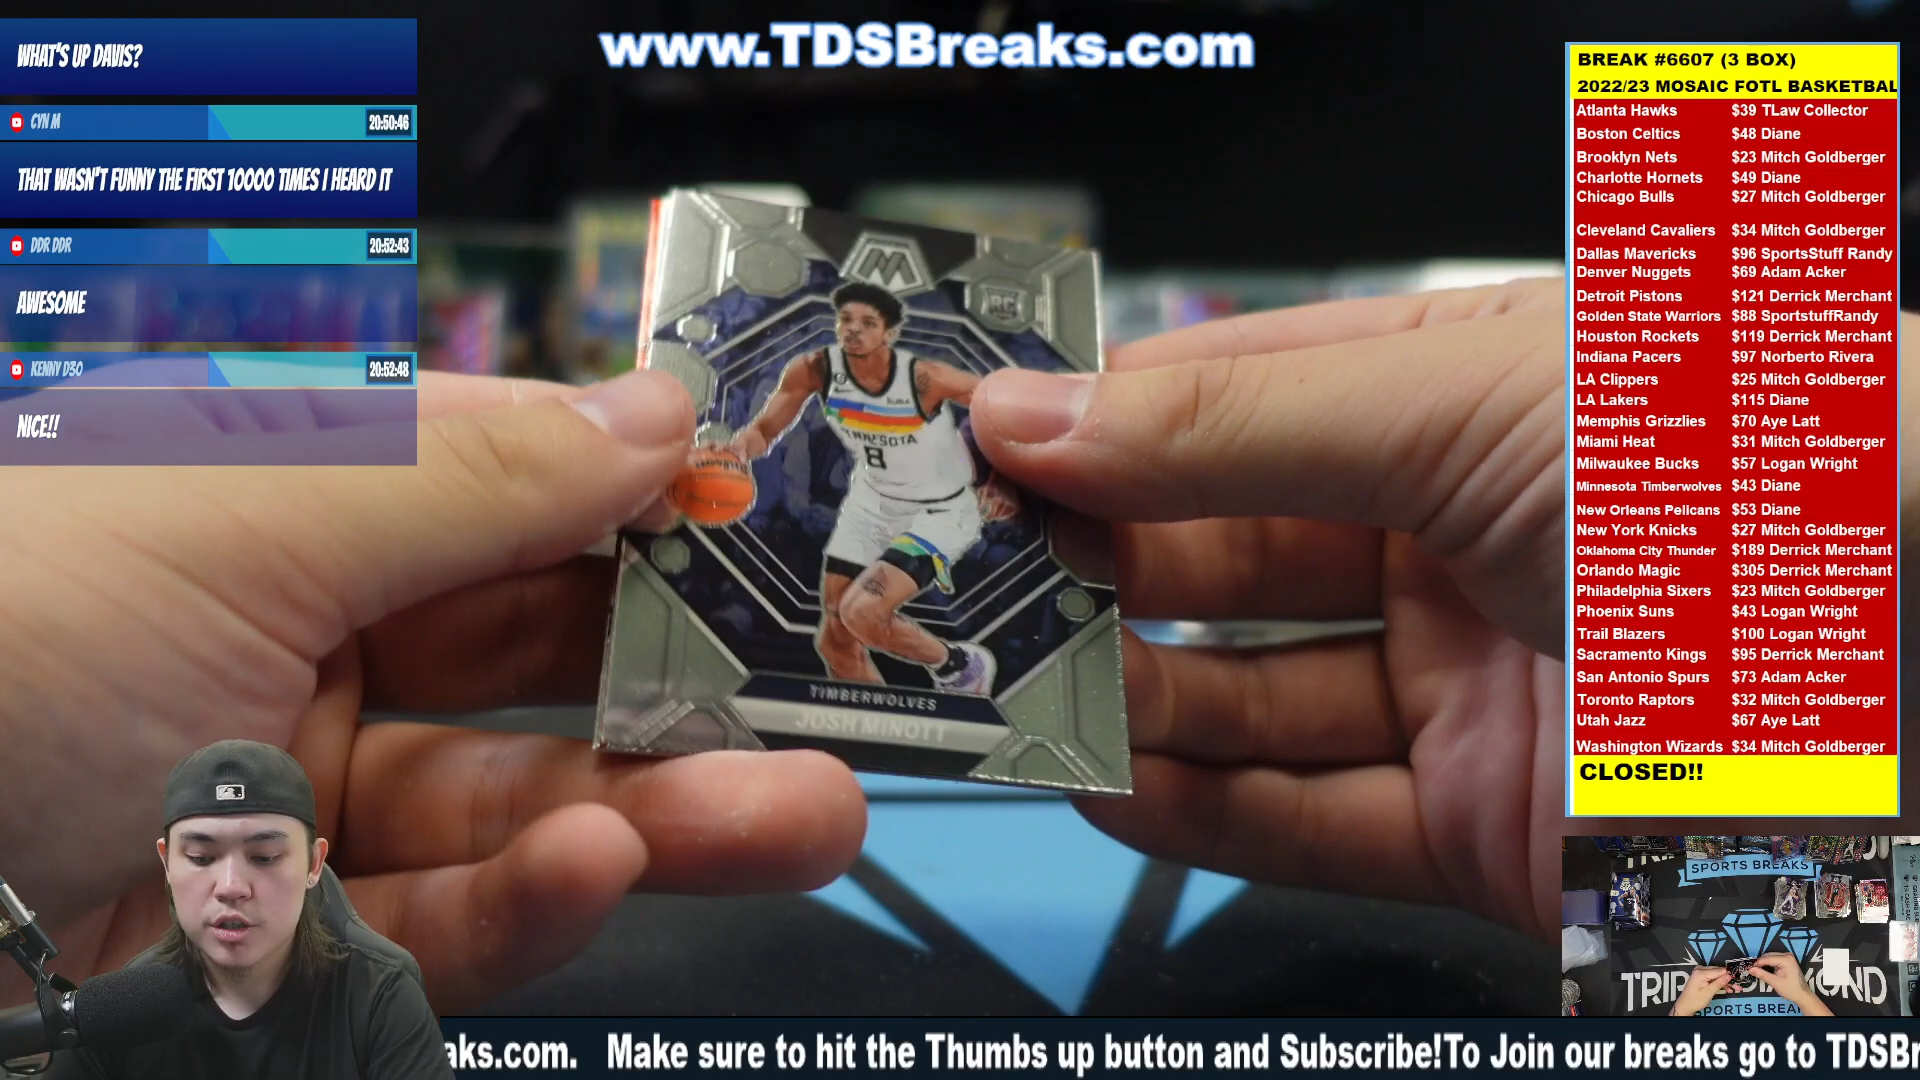 www.TDSBreaks.com
WHAT'S UP DAVIS?
CYN M 20:50:46
THAT WASN'T FUNNY THE FIRST 10000 TIMES I HEARD IT
DDR DDR 20:52:43
AWESOME
KENNY D30 20:52:48
NICE!!
RC
MINNESOTA
8
TIMBERWOLVES
JOSH MINOTT
BREAK #6607 (3 BOX)
2022/23 MOSAIC FOTL BASKETBAL
Atlanta Hawks $39 TLaw Collector
Boston Celtics $48 Diane
Brooklyn Nets $23 Mitch Goldberger
Charlotte Hornets $49 Diane
Chicago Bulls $27 Mitch Goldberger
Cleveland Cavaliers $34 Mitch Goldberger
Dallas Mavericks $96 SportsStuff Randy
Denver Nuggets $69 Adam Acker
Detroit Pistons $121 Derrick Merchant
Golden State Warriors $88 SportstuffRandy
Houston Rockets $119 Derrick Merchant
Indiana Pacers $97 Norberto Rivera
LA Clippers $25 Mitch Goldberger
LA Lakers $115 Diane
Memphis Grizzlies $70 Aye Latt
Miami Heat $31 Mitch Goldberger
Milwaukee Bucks $57 Logan Wright
Minnesota Timberwolves $43 Diane
New Orleans Pelicans $53 Diane
New York Knicks $27 Mitch Goldberger
Oklahoma City Thunder $189 Derrick Merchant
Orlando Magic $305 Derrick Merchant
Philadelphia Sixers $23 Mitch Goldberger
Phoenix Suns $43 Logan Wright
Trail Blazers $100 Logan Wright
Sacramento Kings $95 Derrick Merchant
San Antonio Spurs $73 Adam Acker
Toronto Raptors $32 Mitch Goldberger
Utah Jazz $67 Aye Latt
Washington Wizards $34 Mitch Goldberger
CLOSED!!
SPORTS BREAKS
SPORTS BREA
aks.com. Make sure to hit the Thumbs up button and Subscribe!To Join our breaks go to TDSBr